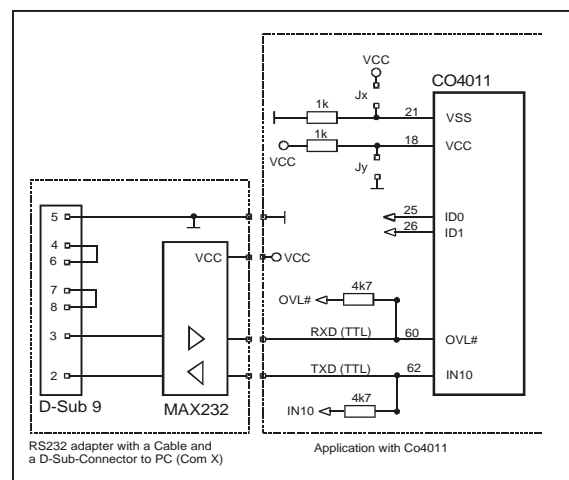 VCC
CO4011
Jx
1k
21
VSS
1k
18
VCC
VCC
Jy
5
25
ID0
26
ID1
4
6
VCC
VCC
7
8
4k7
OVL#
3
RXD (TTL)
60
OVL#
2
TXD (TTL)
62
IN10
D-Sub 9
MAX232
IN10
4k7
RS232 adapter with a Cable and
a D-Sub-Connector to PC (Com X)
Application with Co4011